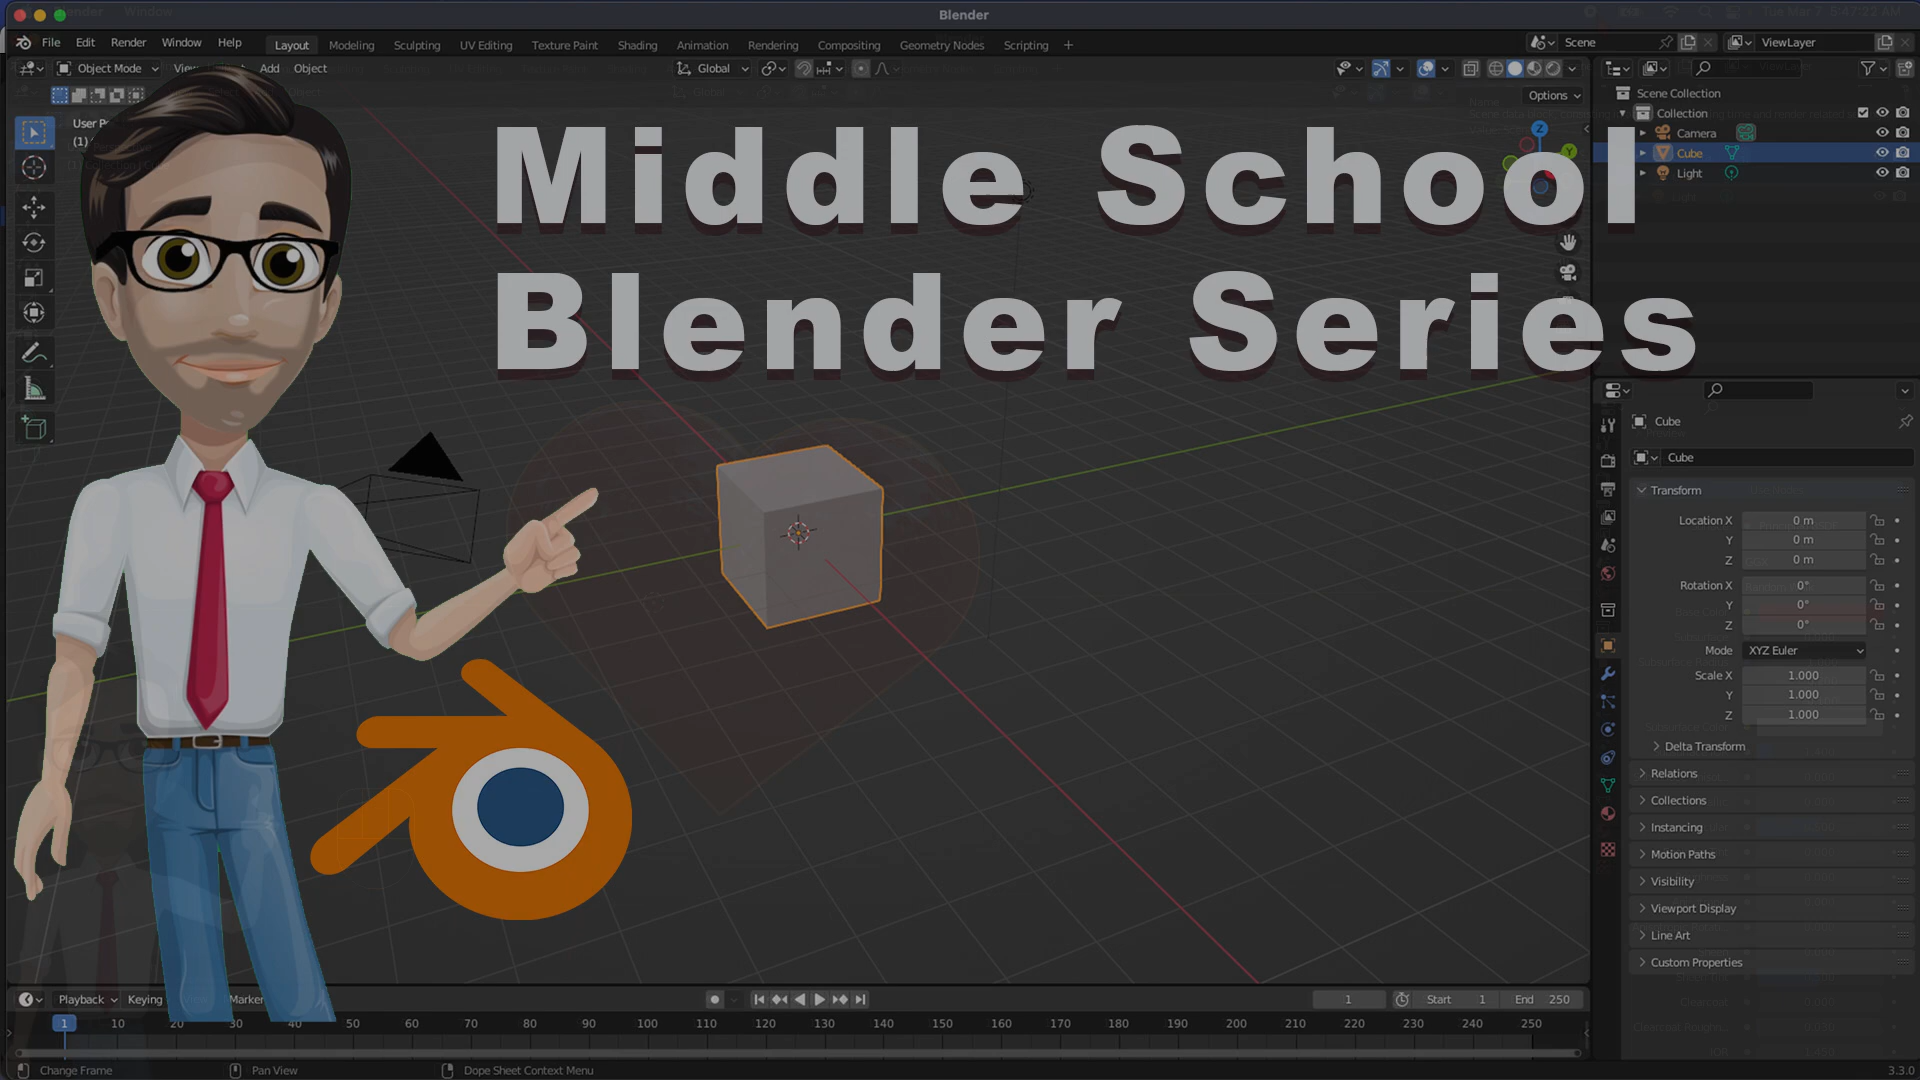 Blender
File Edit Render Window Help
Layout Modeling Sculpting UV Editing Texture Paint Shading Animation Rendering Compositing Geometry Nodes Scripting +
Scene
ViewLayer
Object Mode
Add Object
Global
Options
User P
(1)
Z
Y
Middle School
Blender Series
Scene Collection
Collection
Camera
Cube
Light
Cube
Cube
Transform
Location X 0 m
Y 0 m
Z 0 m
Rotation X 0°
Y 0°
Z 0°
Mode XYZ Euler
Scale X 1.000
Y 1.000
Z 1.000
Delta Transform
Relations
Collections
Instancing
Motion Paths
Visibility
Viewport Display
Line Art
Custom Properties
Playback Keying Marker
1 Start 1 End 250
1 10 20 30 40 50 60 70 80 90 100 110 120 130 140 150 160 170 180 190 200 210 220 230 240 250
Change Frame Pan View Dope Sheet Context Menu
3.3.0